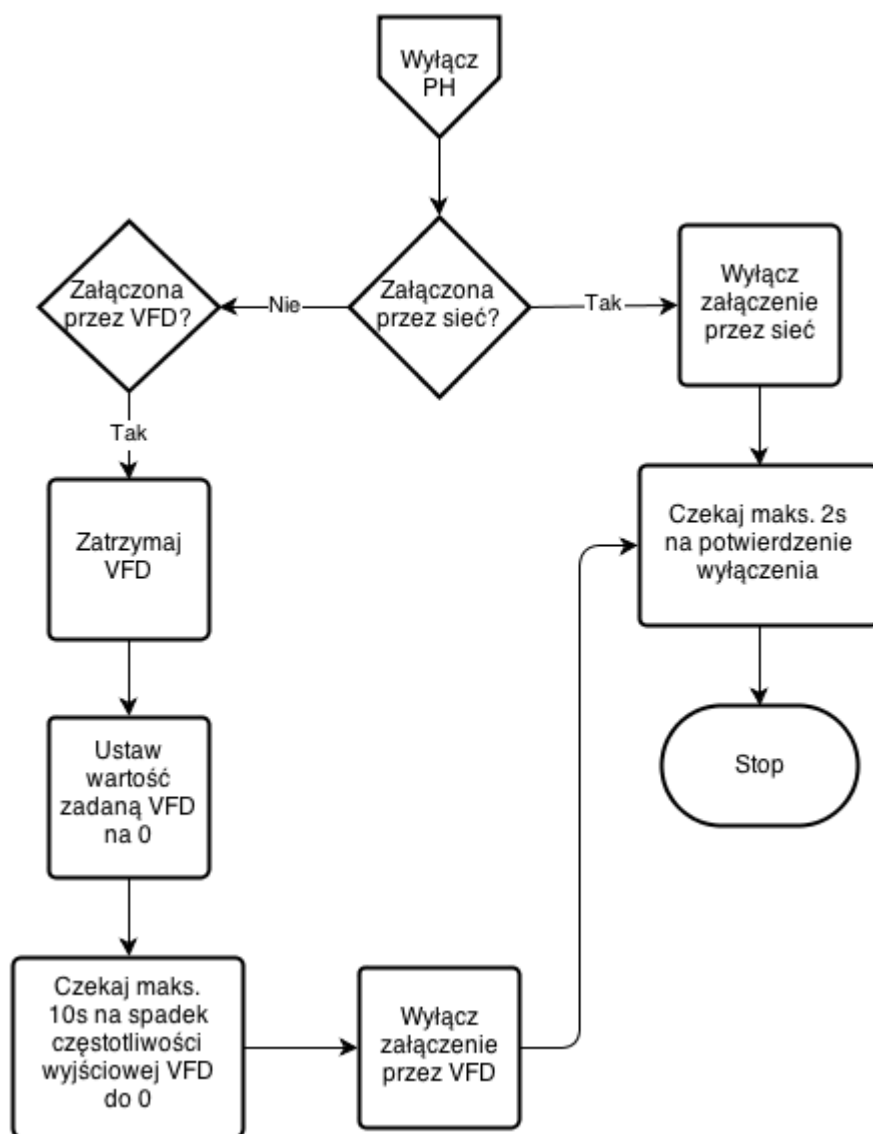 Wyłącz
PH
Załączona
przez VFD?
Nie
Załączona
przez sieć?
Tak
Wyłącz
załączenie
przez sieć
Tak
Zatrzymaj
VFD
Czekaj maks. 2s
na potwierdzenie
wyłączenia
Ustaw
wartość
zadaną VFD
na 0
Stop
Czekaj maks.
10s na spadek
częstotliwości
wyjściowej VFD
do 0
Wyłącz
załączenie
przez VFD